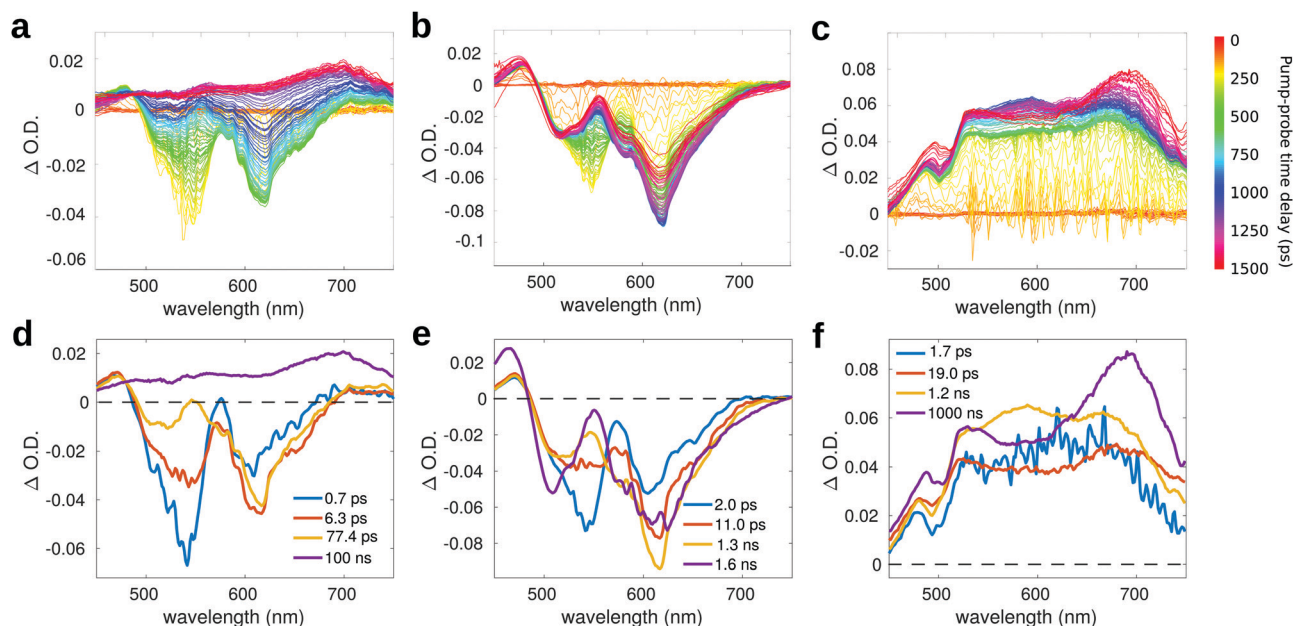 a
0.02
0
-0.02
-0.04
-0.06
Δ O.D.
500 600 700
wavelength (nm)
b
0.02
0
-0.02
-0.04
-0.06
-0.08
-0.1
Δ O.D.
500 600 700
wavelength (nm)
c
0.08
0.06
0.04
0.02
0
-0.02
Δ O.D.
500 600 700
wavelength (nm)
0
250
500
750
1000
1250
1500
Pump-probe time delay (ps)
d
0.02
0
-0.02
-0.04
-0.06
Δ O.D.
0.7 ps
6.3 ps
77.4 ps
100 ns
500 600 700
wavelength (nm)
e
0.02
0
-0.02
-0.04
-0.06
-0.08
Δ O.D.
2.0 ps
11.0 ps
1.3 ns
1.6 ns
500 600 700
wavelength (nm)
f
0.08
0.06
0.04
0.02
0
Δ O.D.
1.7 ps
19.0 ps
1.2 ns
1000 ns
500 600 700
wavelength (nm)